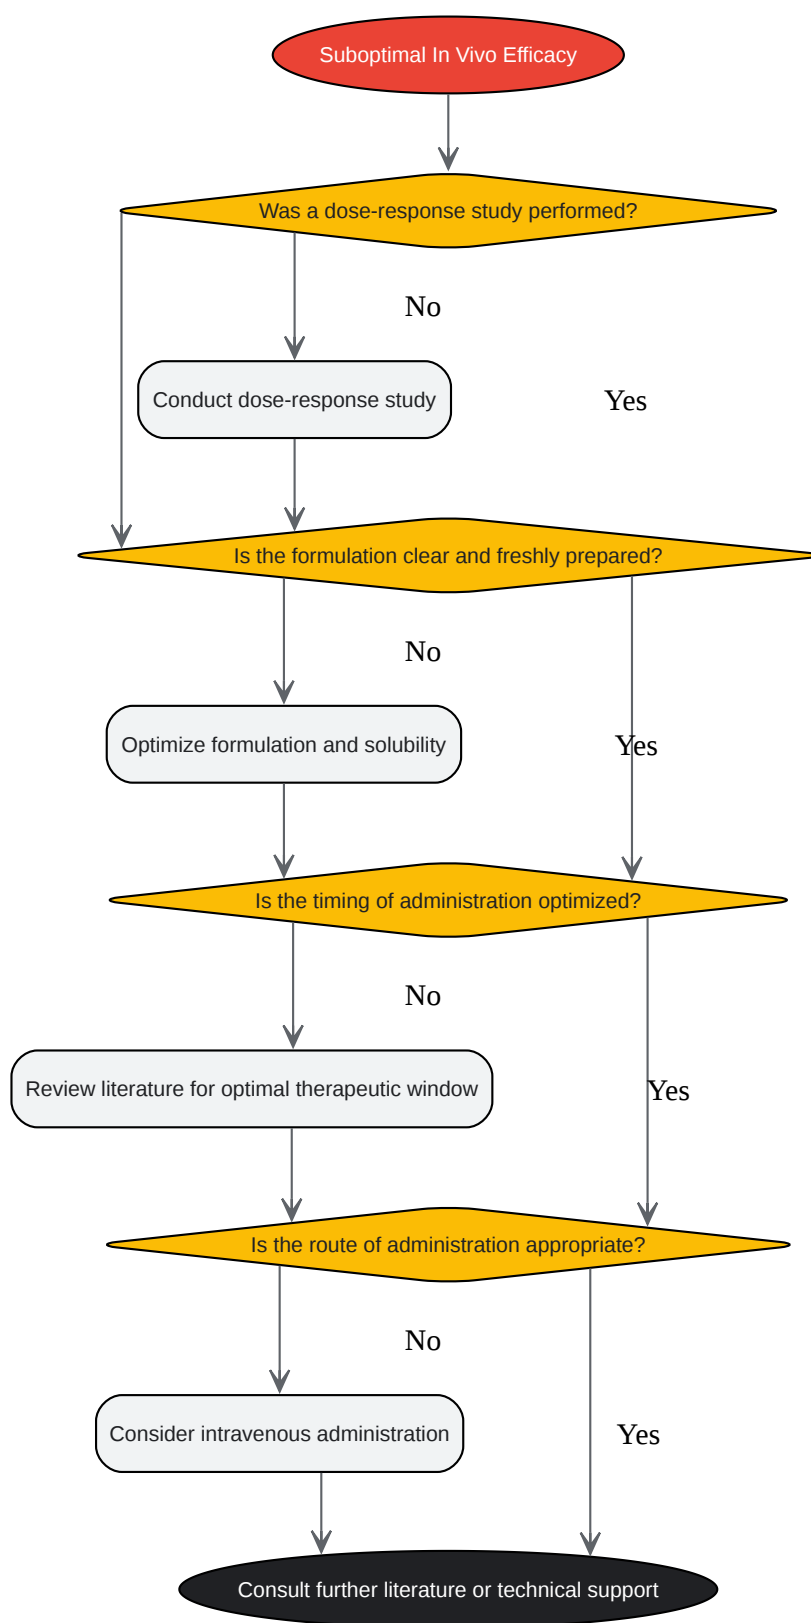 Suboptimal In Vivo Efficacy
Was a dose-response study performed?
No
Conduct dose-response study
Yes
Is the formulation clear and freshly prepared?
No
Optimize formulation and solubility
Yes
Is the timing of administration optimized?
No
Review literature for optimal therapeutic window
Yes
Is the route of administration appropriate?
No
Consider intravenous administration
Yes
Consult further literature or technical support